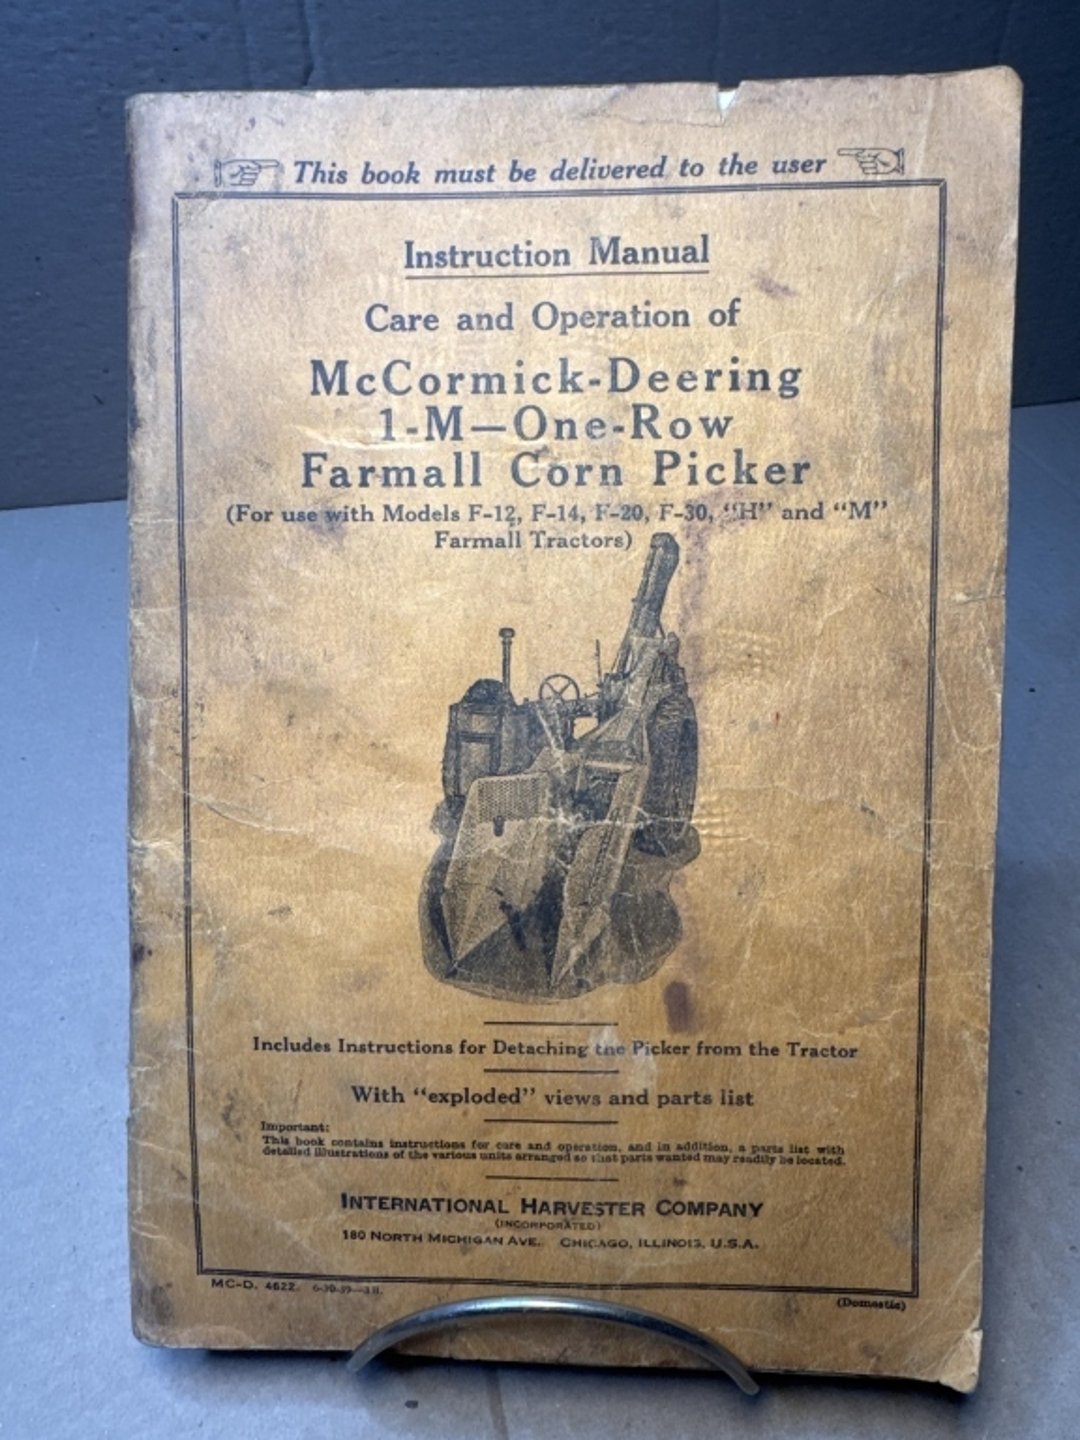 This book must be delivered to the user
Instruction Manual
Care and Operation of
McCormick-Deering
1-M—One-Row
Farmall Corn Picker
(For use with Models F-12, F-14, F-20, F-30, "H" and "M"
Farmall Tractors)
Includes Instructions for Detaching the Picker from the Tractor
With "exploded" views and parts list
Important:
This book contains instructions for care and operation, and in addition, a parts list with
detailed illustrations of the various units arranged so that parts wanted may readily be located.
INTERNATIONAL HARVESTER COMPANY
(INCORPORATED)
180 NORTH MICHIGAN AVE. CHICAGO, ILLINOIS, U.S.A.
MC-D. 4622.
(Domestic)